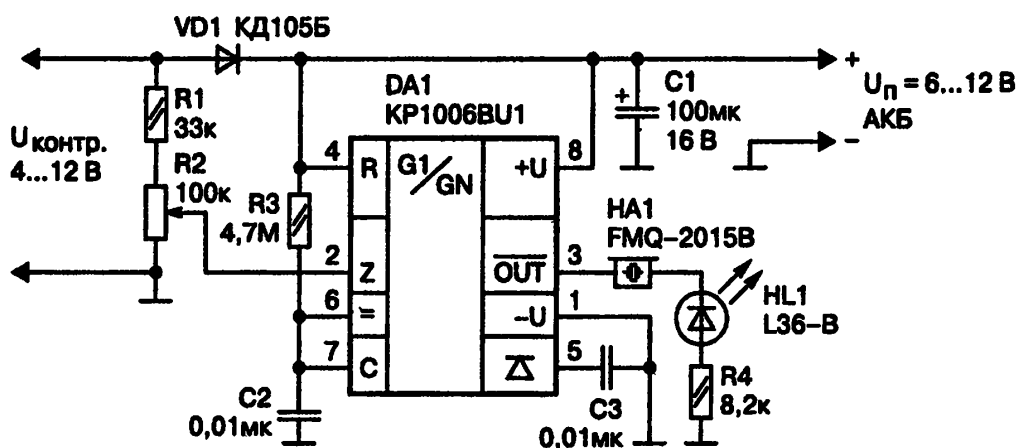 VD1 КД105Б
R1
33к
Uконтр.
4...12 В
R2
100к
R3
4,7М
DA1
КР1006ВU1
4
R
G1/GN
+U
8
2
Z
OUT
3
6
=
-U
1
7
C
5
C1
+
100мк
16 В
+
Uп = 6...12 В
АКБ
-
HA1
FMQ-2015B
HL1
L36-B
R4
8,2к
C2
0,01мк
C3
0,01мк